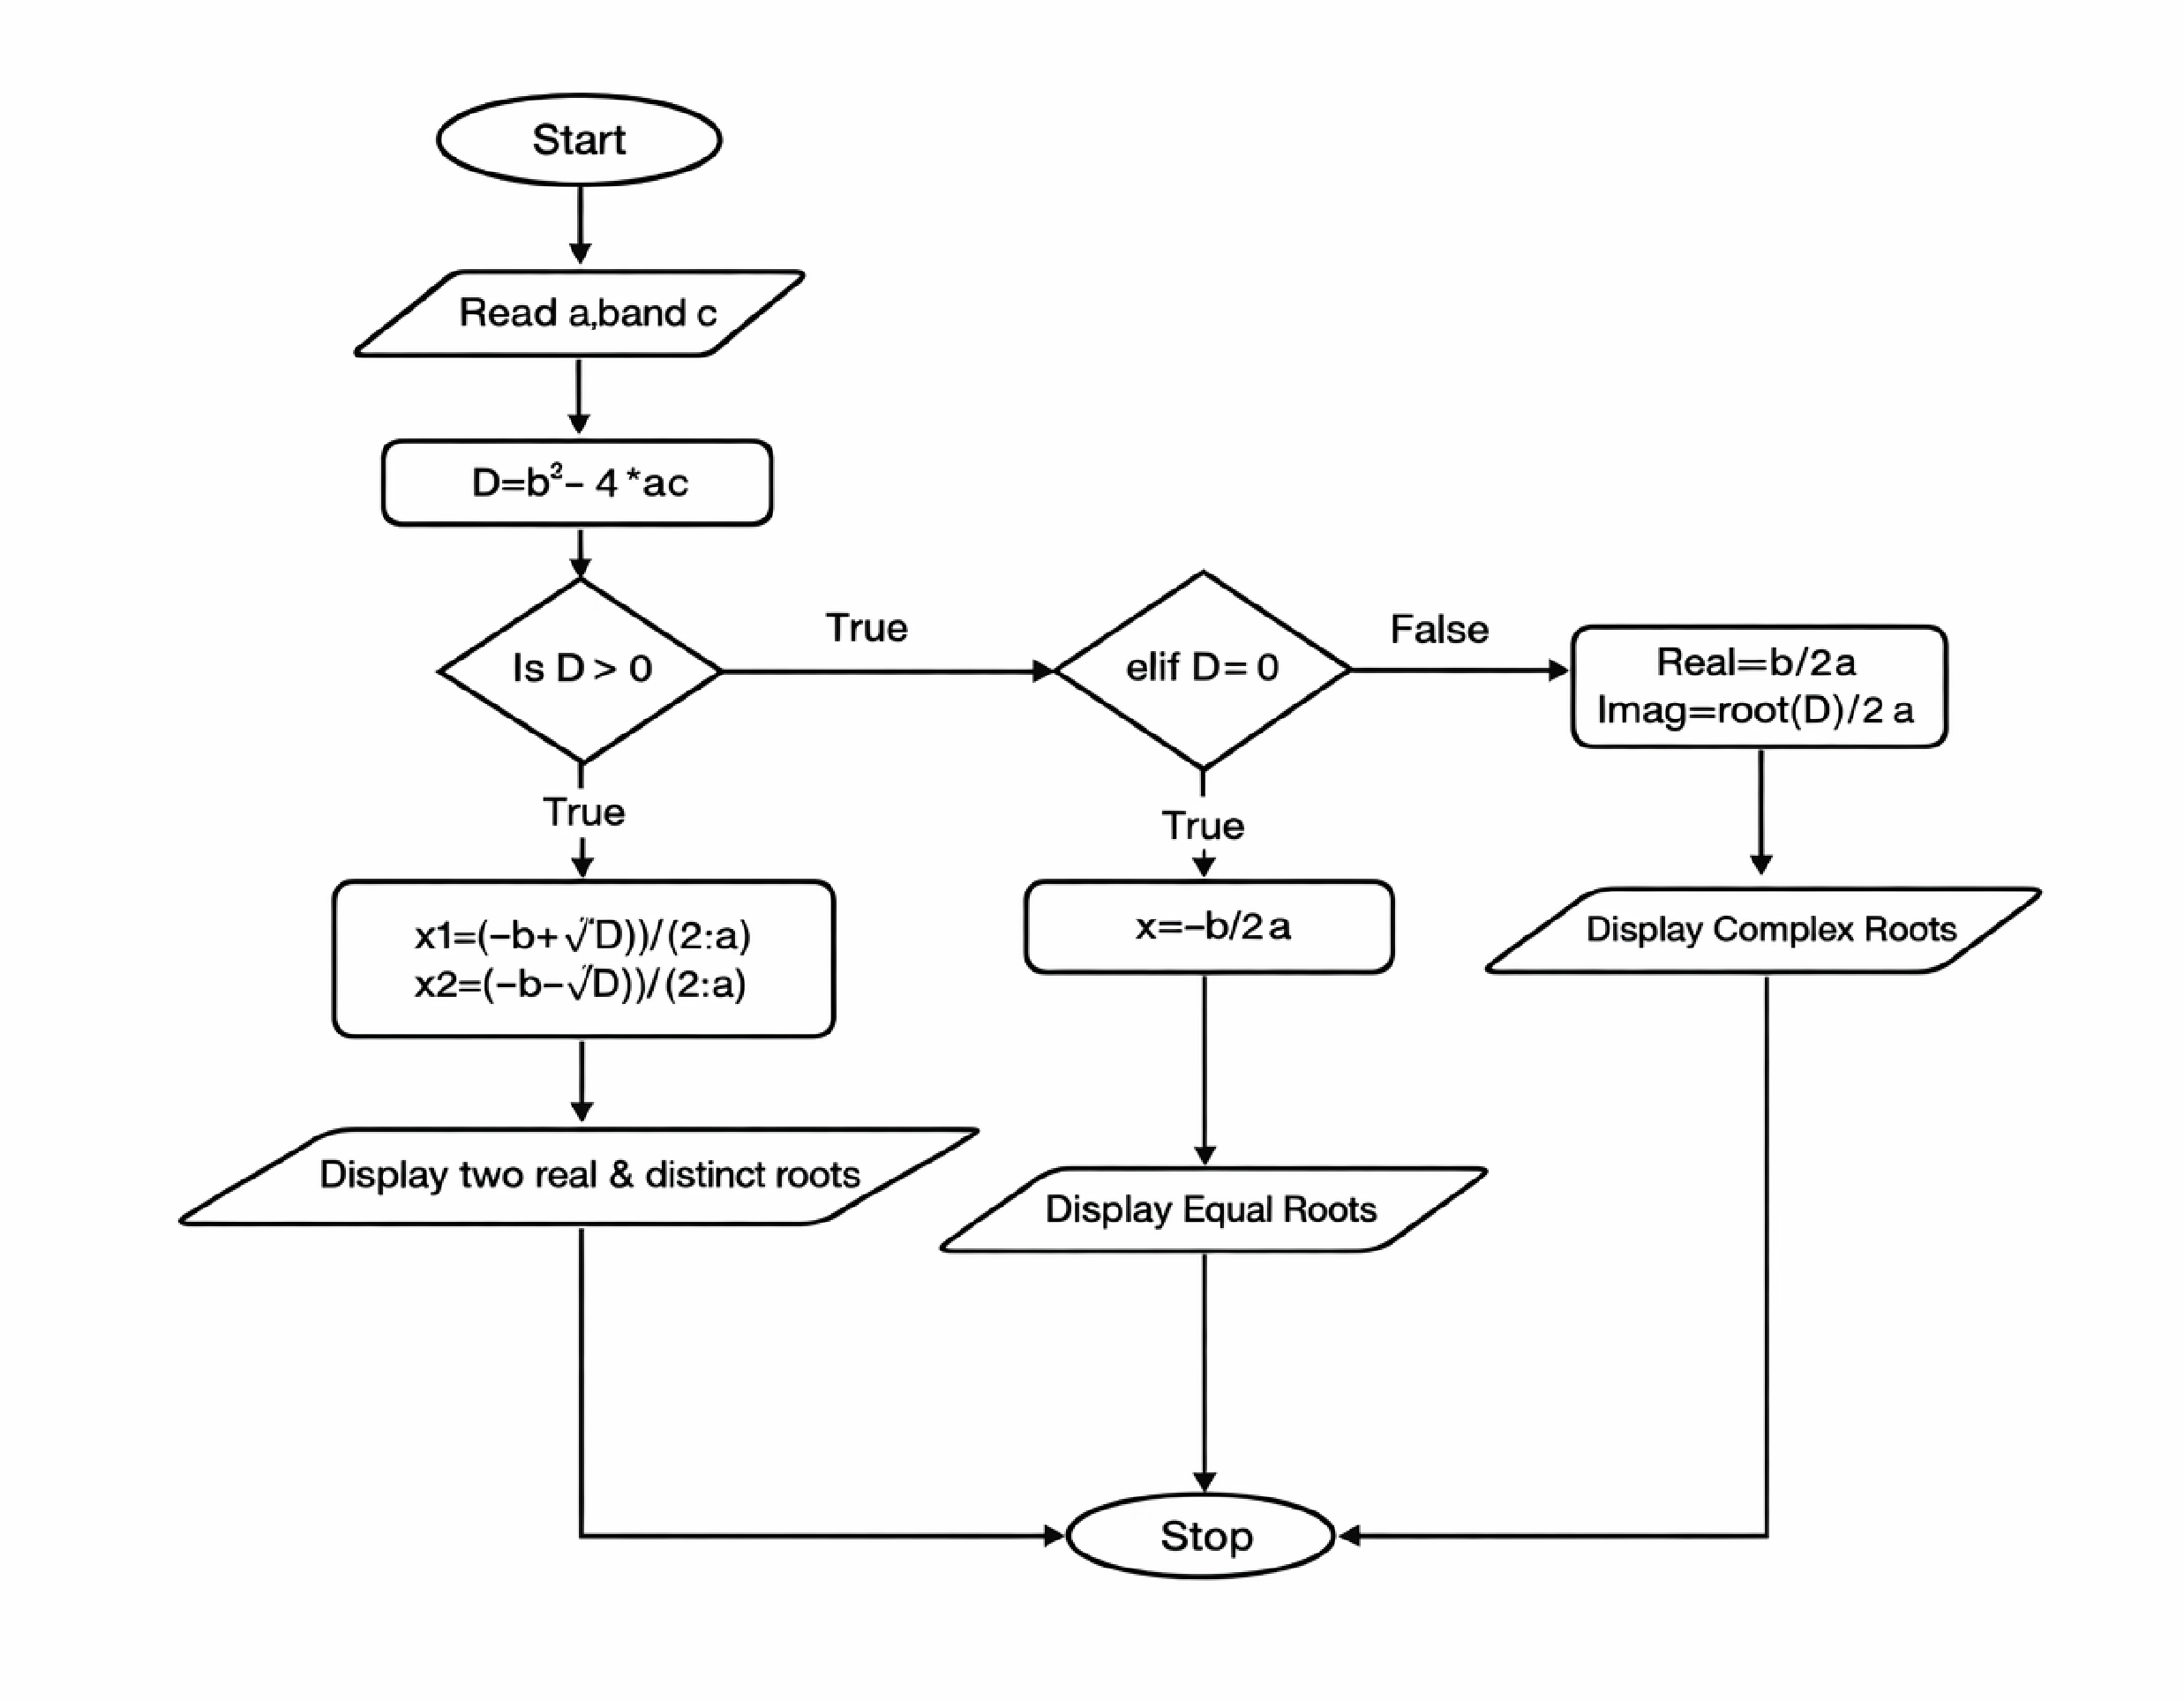 Start
Read a,band c
D=b²– 4 *ac
Is D > 0
True
elif D= 0
False
Real=b/2a
Imag=root(D)/2 a
True
True
x1=(–b+ √D))/(2:a)
x2=(–b–√D))/(2:a)
x=–b/2 a
Display Complex Roots
Display two real & distinct roots
Display Equal Roots
Stop